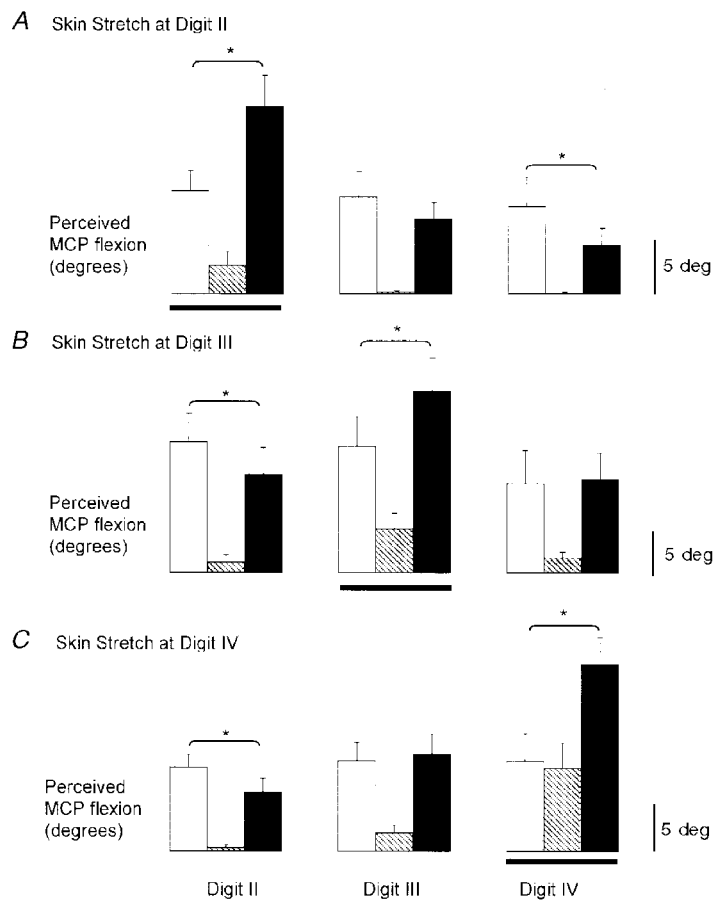 A Skin Stretch at Digit II
*
*
Perceived
MCP flexion
(degrees)
5 deg
B Skin Stretch at Digit III
*
*
Perceived
MCP flexion
(degrees)
5 deg
C Skin Stretch at Digit IV
*
*
Perceived
MCP flexion
(degrees)
5 deg
Digit II Digit III Digit IV